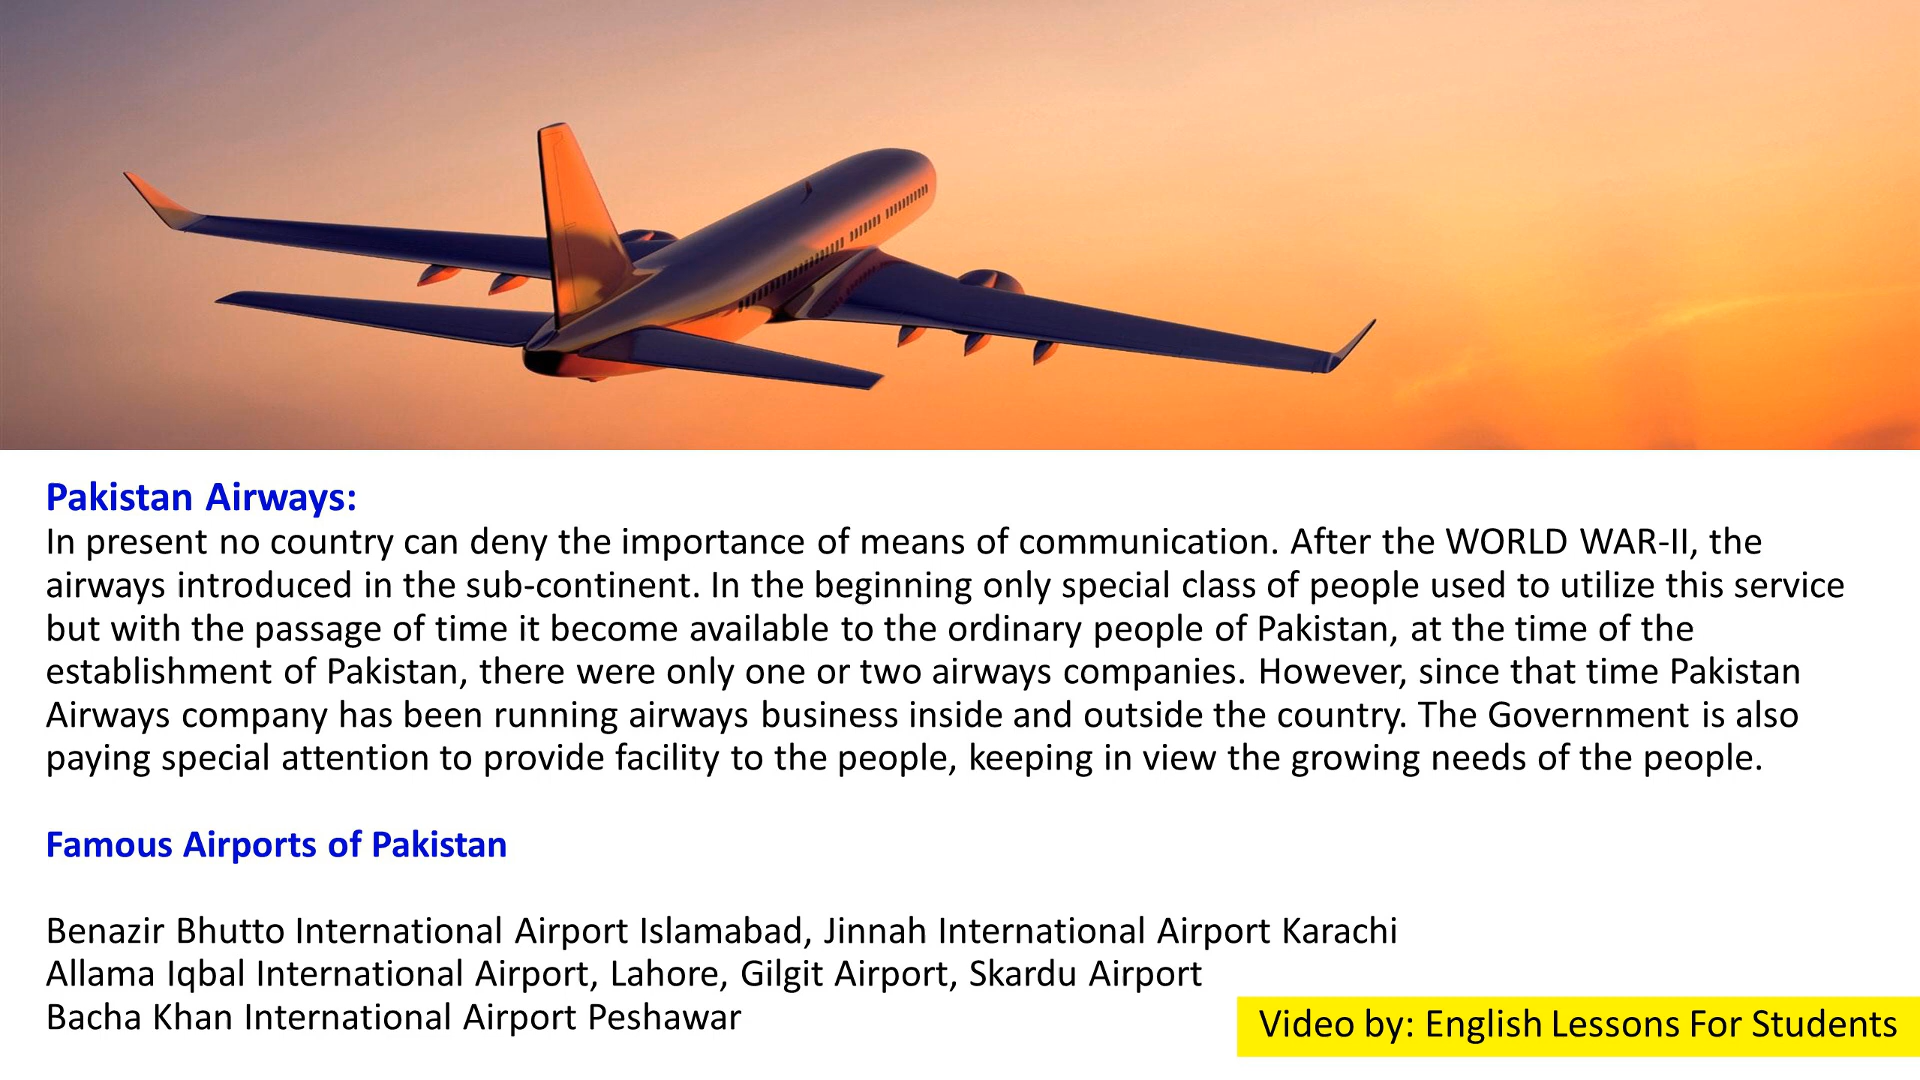 Pakistan Airways:
In present no country can deny the importance of means of communication. After the WORLD WAR-II, the
airways introduced in the sub-continent. In the beginning only special class of people used to utilize this service
but with the passage of time it become available to the ordinary people of Pakistan, at the time of the
establishment of Pakistan, there were only one or two airways companies. However, since that time Pakistan
Airways company has been running airways business inside and outside the country. The Government is also
paying special attention to provide facility to the people, keeping in view the growing needs of the people.
Famous Airports of Pakistan
Benazir Bhutto International Airport Islamabad, Jinnah International Airport Karachi
Allama Iqbal International Airport, Lahore, Gilgit Airport, Skardu Airport
Bacha Khan International Airport Peshawar
Video by: English Lessons For Students